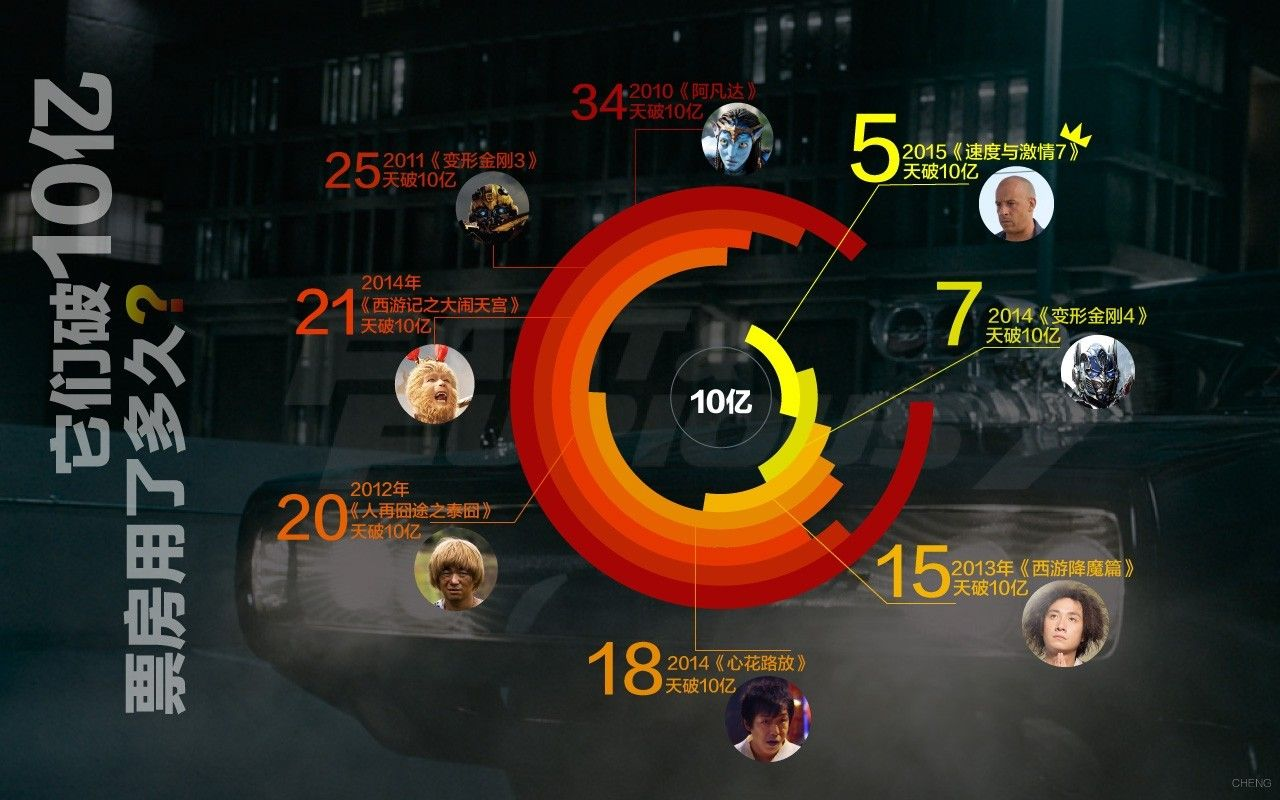 它们破10亿
票房用了多久?
34
2010《阿凡达》
天破10亿
25
2011《变形金刚3》
天破10亿
21
2014年
《西游记之大闹天宫》
天破10亿
20
2012年
《人再囧途之泰囧》
天破10亿
18
2014《心花路放》
天破10亿
15
2013年《西游降魔篇》
天破10亿
7
2014《变形金刚4》
天破10亿
5
2015《速度与激情7》
天破10亿
10亿
FAST &
FURIOUS 7
CHENG